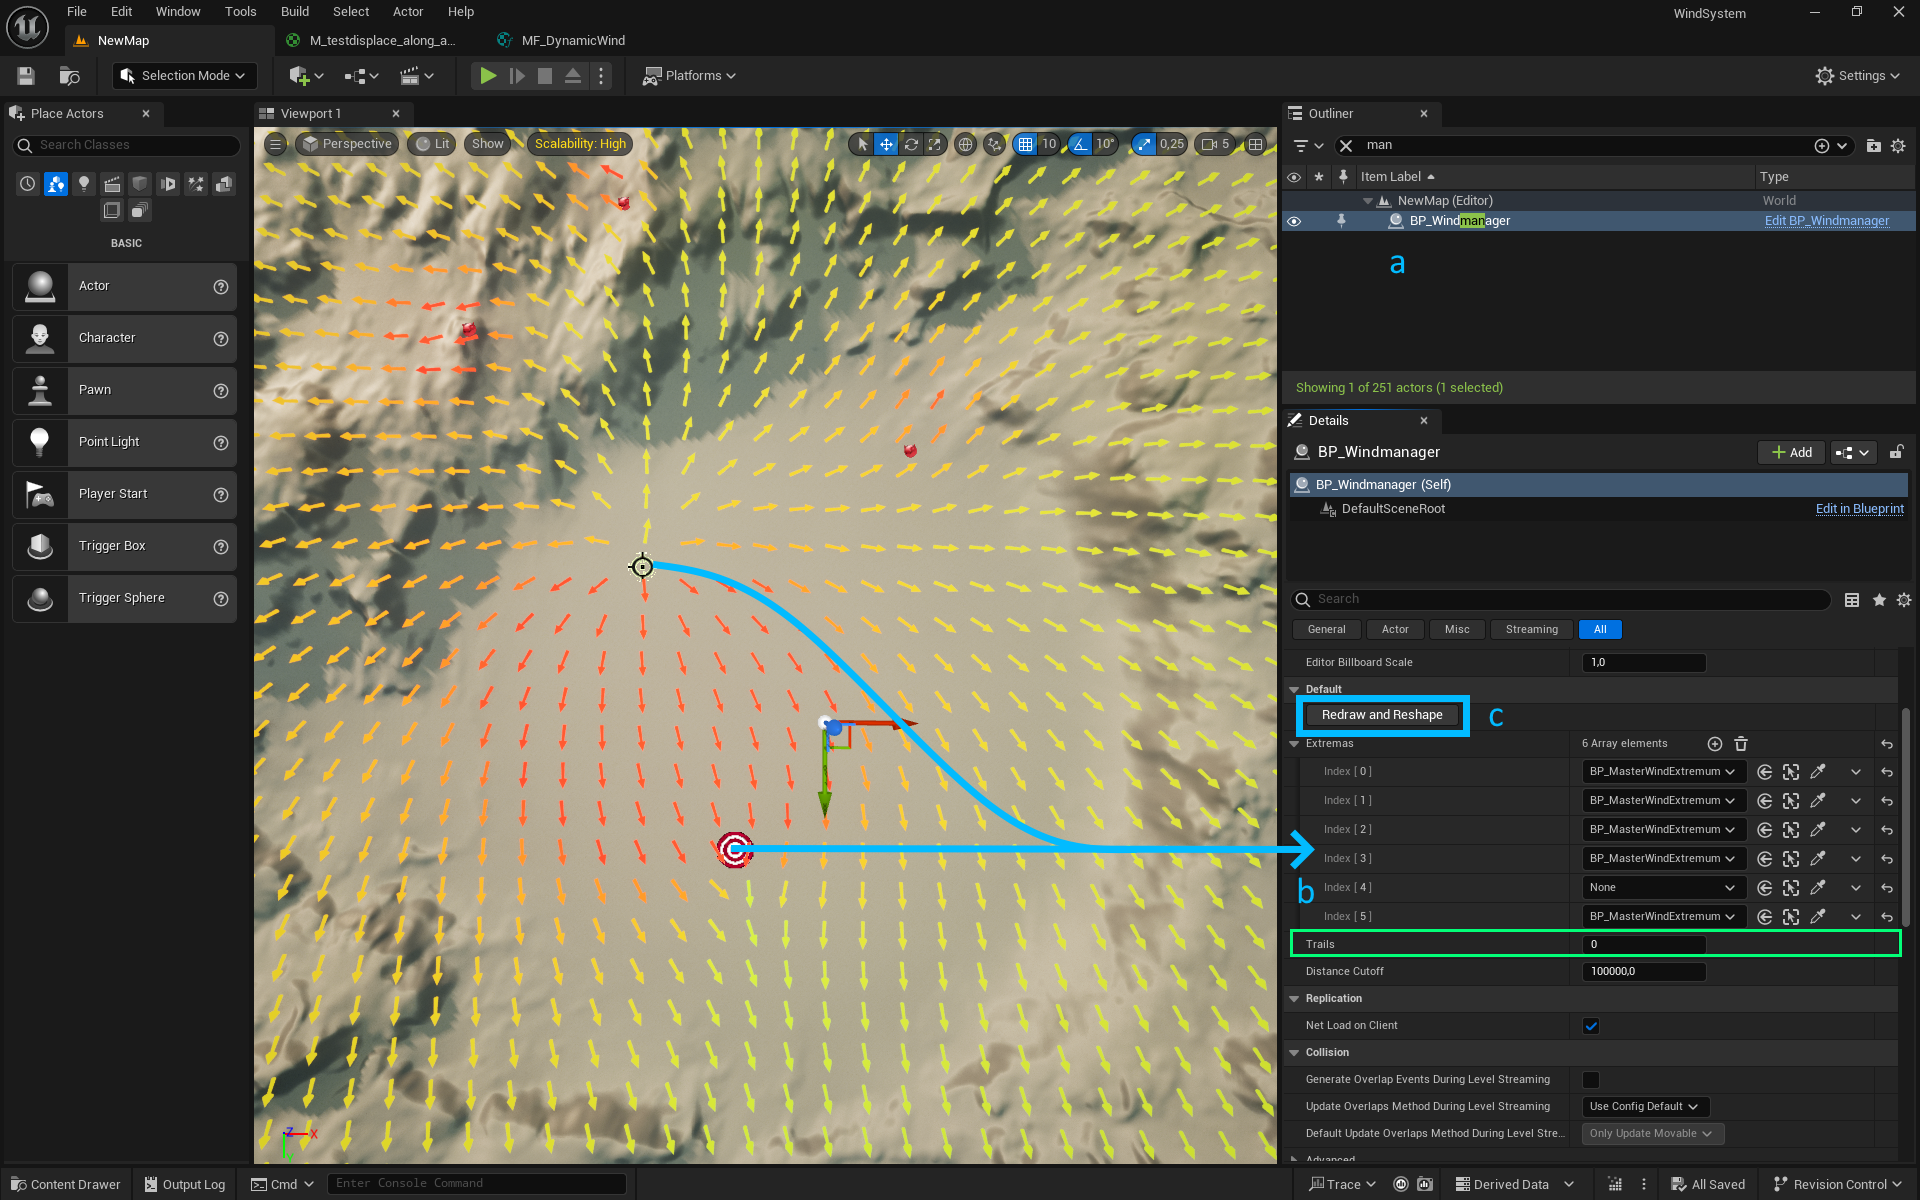 File Edit Window Tools Build Select Actor Help
WindSystem
NewMap
M_testdisplace_along_a...
MF_DynamicWind
Selection Mode
Platforms
Settings
Place Actors
Search Classes
BASIC
Actor
Character
Pawn
Point Light
Player Start
Trigger Box
Trigger Sphere
Viewport 1
Perspective Lit Show Scalability: High
10 10° 0,25 5
Z X
Outliner
man
Item Label Type
NewMap (Editor) World
BP_Windmanager Edit BP_Windmanager
a
Showing 1 of 251 actors (1 selected)
Details
BP_Windmanager
Add
BP_Windmanager (Self)
DefaultSceneRoot Edit in Blueprint
Search
General Actor Misc Streaming All
Editor Billboard Scale 1,0
Default
Redraw and Reshape
c
Extremas 6 Array elements
Index [ 0 ] BP_MasterWindExtremum
Index [ 1 ] BP_MasterWindExtremum
Index [ 2 ] BP_MasterWindExtremum
Index [ 3 ] BP_MasterWindExtremum
b
Index [ 4 ] None
Index [ 5 ] BP_MasterWindExtremum
Trails 0
Distance Cutoff 100000,0
Replication
Net Load on Client
Collision
Generate Overlap Events During Level Streaming
Update Overlaps Method During Level Streaming Use Config Default
Default Update Overlaps Method During Level Stre... Only Update Movable
Advanced
Content Drawer Output Log Cmd Enter Console Command
Trace Derived Data All Saved Revision Control